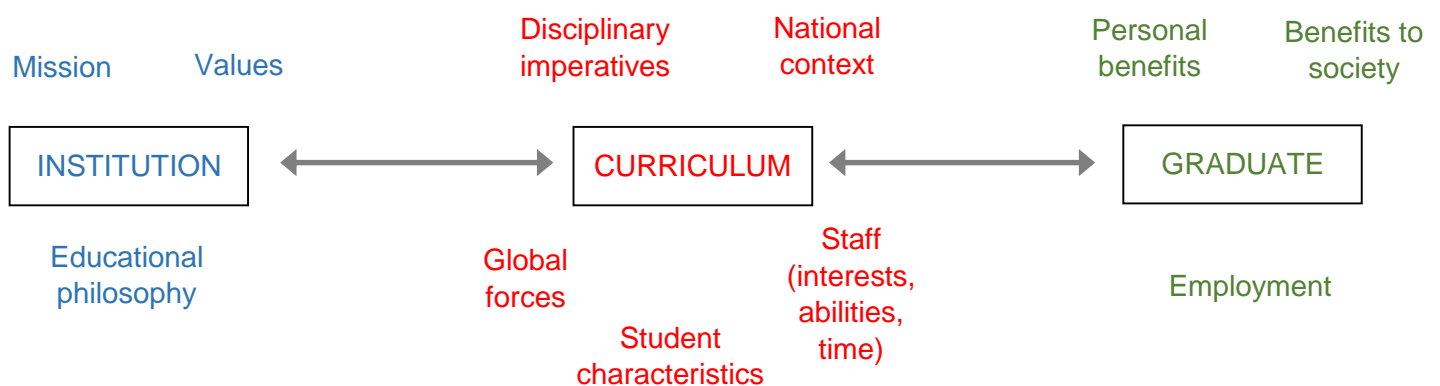 Mission
Values
Disciplinary
imperatives
National
context
Personal
benefits
Benefits to
society
INSTITUTION
CURRICULUM
GRADUATE
Educational
philosophy
Global
forces
Student
characteristics
Staff
(interests,
abilities,
time)
Employment